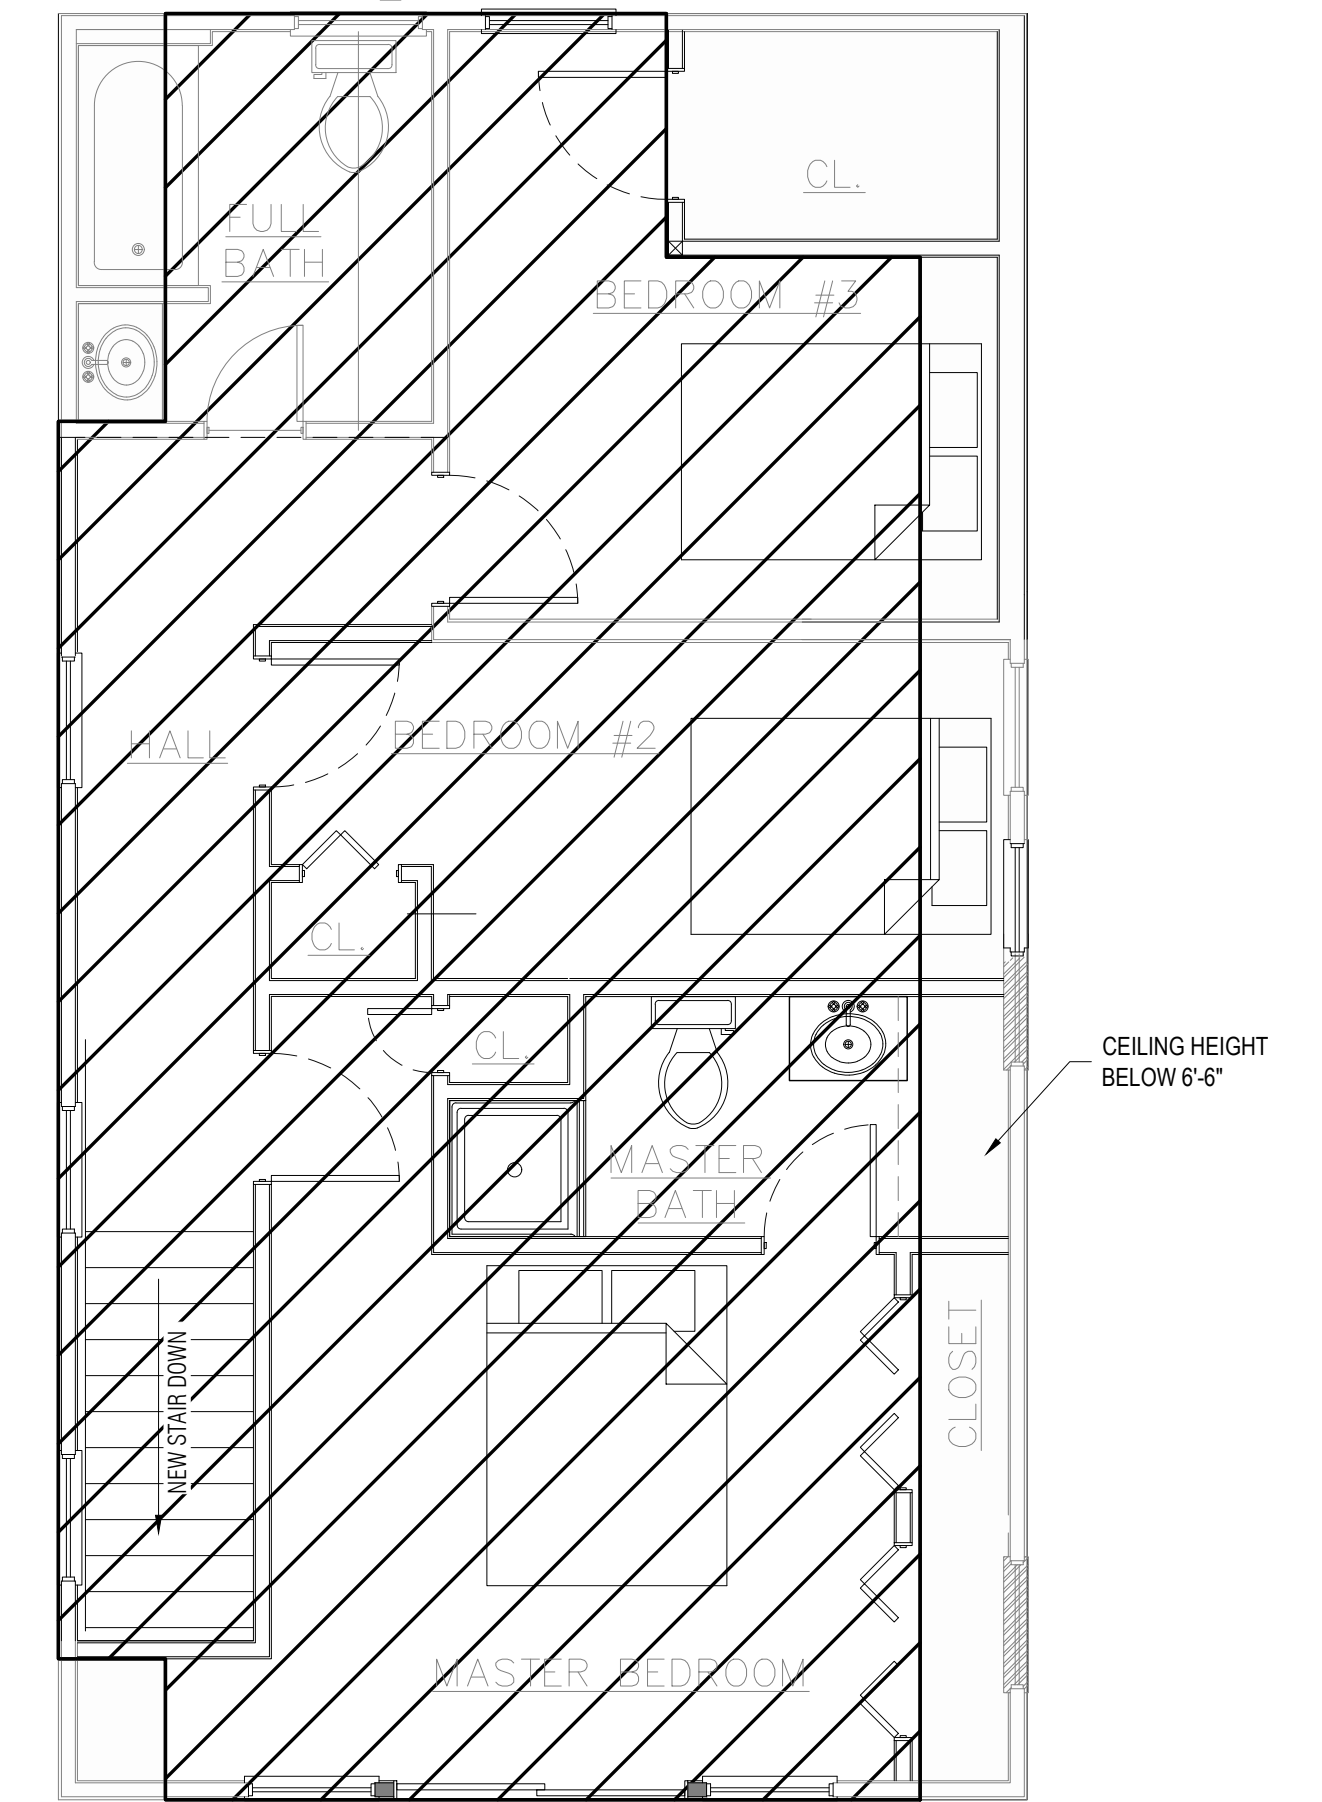 CL.
FULL
BATH
BEDROOM #3
HALL
BEDROOM #2
CL.
CL.
CEILING HEIGHT
BELOW 6'-6"
MASTER
BATH
CLOSET
NEW STAIR DOWN
MASTER BEDROOM